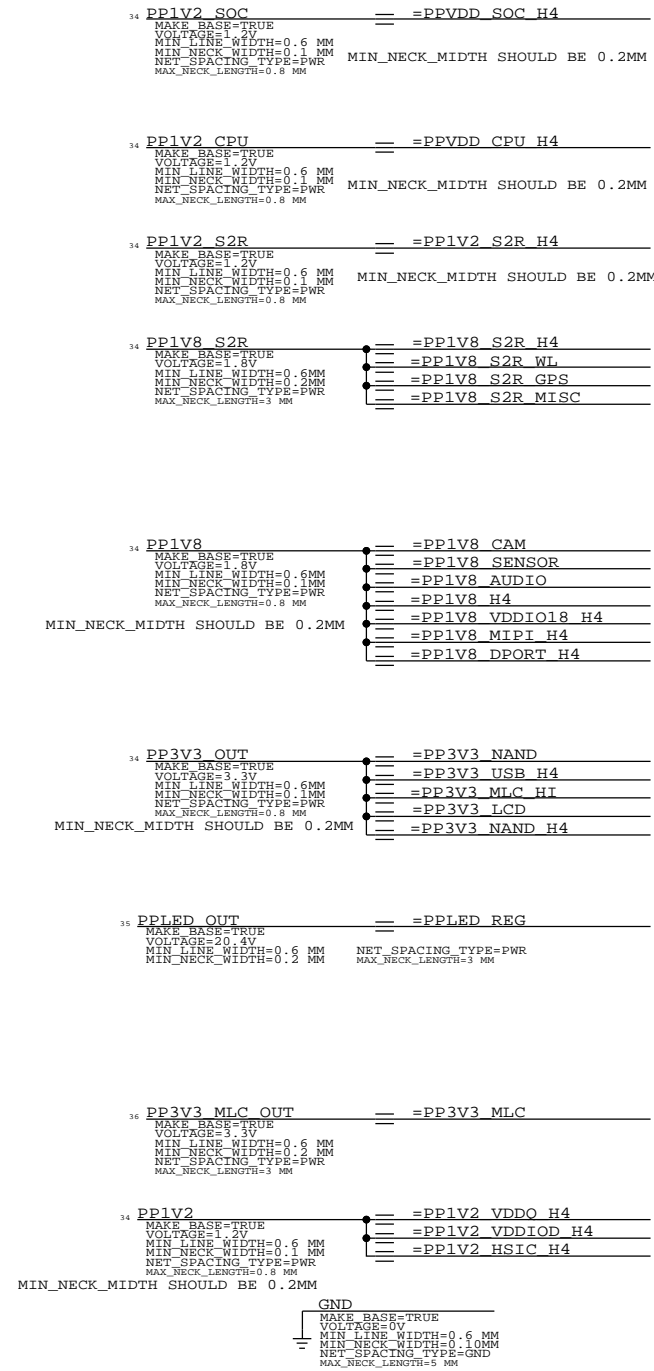 34 PP1V2_SOC =PPVDD_SOC_H4
MAKE_BASE=TRUE
VOLTAGE=1.2V
MIN_LINE_WIDTH=0.6 MM
MIN_NECK_WIDTH=0.1 MM
NET_SPACING_TYPE=PWR
MAX_NECK_LENGTH=0.8 MM
MIN_NECK_MIDTH SHOULD BE 0.2MM
34 PP1V2_CPU =PPVDD_CPU_H4
MAKE_BASE=TRUE
VOLTAGE=1.2V
MIN_LINE_WIDTH=0.6 MM
MIN_NECK_WIDTH=0.1 MM
NET_SPACING_TYPE=PWR
MAX_NECK_LENGTH=0.8 MM
MIN_NECK_MIDTH SHOULD BE 0.2MM
34 PP1V2_S2R =PP1V2_S2R_H4
MAKE_BASE=TRUE
VOLTAGE=1.2V
MIN_LINE_WIDTH=0.6 MM
MIN_NECK_WIDTH=0.1 MM
NET_SPACING_TYPE=PWR
MAX_NECK_LENGTH=0.8 MM
MIN_NECK_MIDTH SHOULD BE 0.2MM
34 PP1V8_S2R =PP1V8_S2R_H4
MAKE_BASE=TRUE
VOLTAGE=1.8V
MIN_LINE_WIDTH=0.6MM
MIN_NECK_WIDTH=0.2MM
NET_SPACING_TYPE=PWR
MAX_NECK_LENGTH=3 MM
=PP1V8_S2R_WL
=PP1V8_S2R_GPS
=PP1V8_S2R_MISC
34 PP1V8 =PP1V8_CAM
MAKE_BASE=TRUE
VOLTAGE=1.8V
MIN_LINE_WIDTH=0.6MM
MIN_NECK_WIDTH=0.1MM
NET_SPACING_TYPE=PWR
MAX_NECK_LENGTH=0.8 MM
MIN_NECK_MIDTH SHOULD BE 0.2MM
=PP1V8_SENSOR
=PP1V8_AUDIO
=PP1V8_H4
=PP1V8_VDDIO18_H4
=PP1V8_MIPI_H4
=PP1V8_DPORT_H4
34 PP3V3_OUT =PP3V3_NAND
MAKE_BASE=TRUE
VOLTAGE=3.3V
MIN_LINE_WIDTH=0.6MM
MIN_NECK_WIDTH=0.1MM
NET_SPACING_TYPE=PWR
MAX_NECK_LENGTH=0.8 MM
MIN_NECK_MIDTH SHOULD BE 0.2MM
=PP3V3_USB_H4
=PP3V3_MLC_HI
=PP3V3_LCD
=PP3V3_NAND_H4
35 PPLED_OUT =PPLED_REG
MAKE_BASE=TRUE
VOLTAGE=20.4V
MIN_LINE_WIDTH=0.6 MM
MIN_NECK_WIDTH=0.2 MM
NET_SPACING_TYPE=PWR
MAX_NECK_LENGTH=3 MM
36 PP3V3_MLC_OUT =PP3V3_MLC
MAKE_BASE=TRUE
VOLTAGE=3.3V
MIN_LINE_WIDTH=0.6 MM
MIN_NECK_WIDTH=0.2 MM
NET_SPACING_TYPE=PWR
MAX_NECK_LENGTH=3 MM
34 PP1V2 =PP1V2_VDDQ_H4
MAKE_BASE=TRUE
VOLTAGE=1.2V
MIN_LINE_WIDTH=0.6 MM
MIN_NECK_WIDTH=0.1 MM
NET_SPACING_TYPE=PWR
MAX_NECK_LENGTH=0.8 MM
MIN_NECK_MIDTH SHOULD BE 0.2MM
=PP1V2_VDDIOD_H4
=PP1V2_HSIC_H4
GND
MAKE_BASE=TRUE
VOLTAGE=0V
MIN_LINE_WIDTH=0.6 MM
MIN_NECK_WIDTH=0.10MM
NET_SPACING_TYPE=GND
MAX_NECK_LENGTH=5 MM